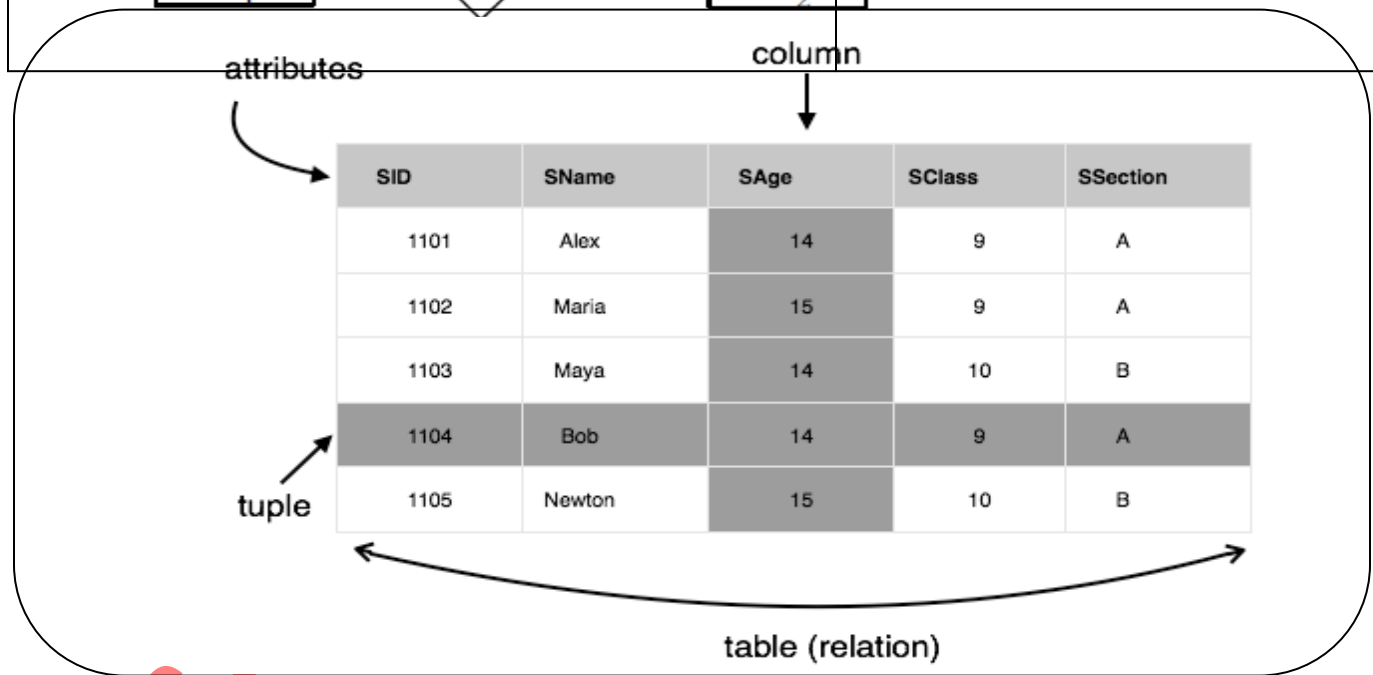 column
attributes
SID SName SAge SClass SSection
1101 Alex 14 9 A
1102 Maria 15 9 A
1103 Maya 14 10 B
1104 Bob 14 9 A
tuple
1105 Newton 15 10 B
table (relation)